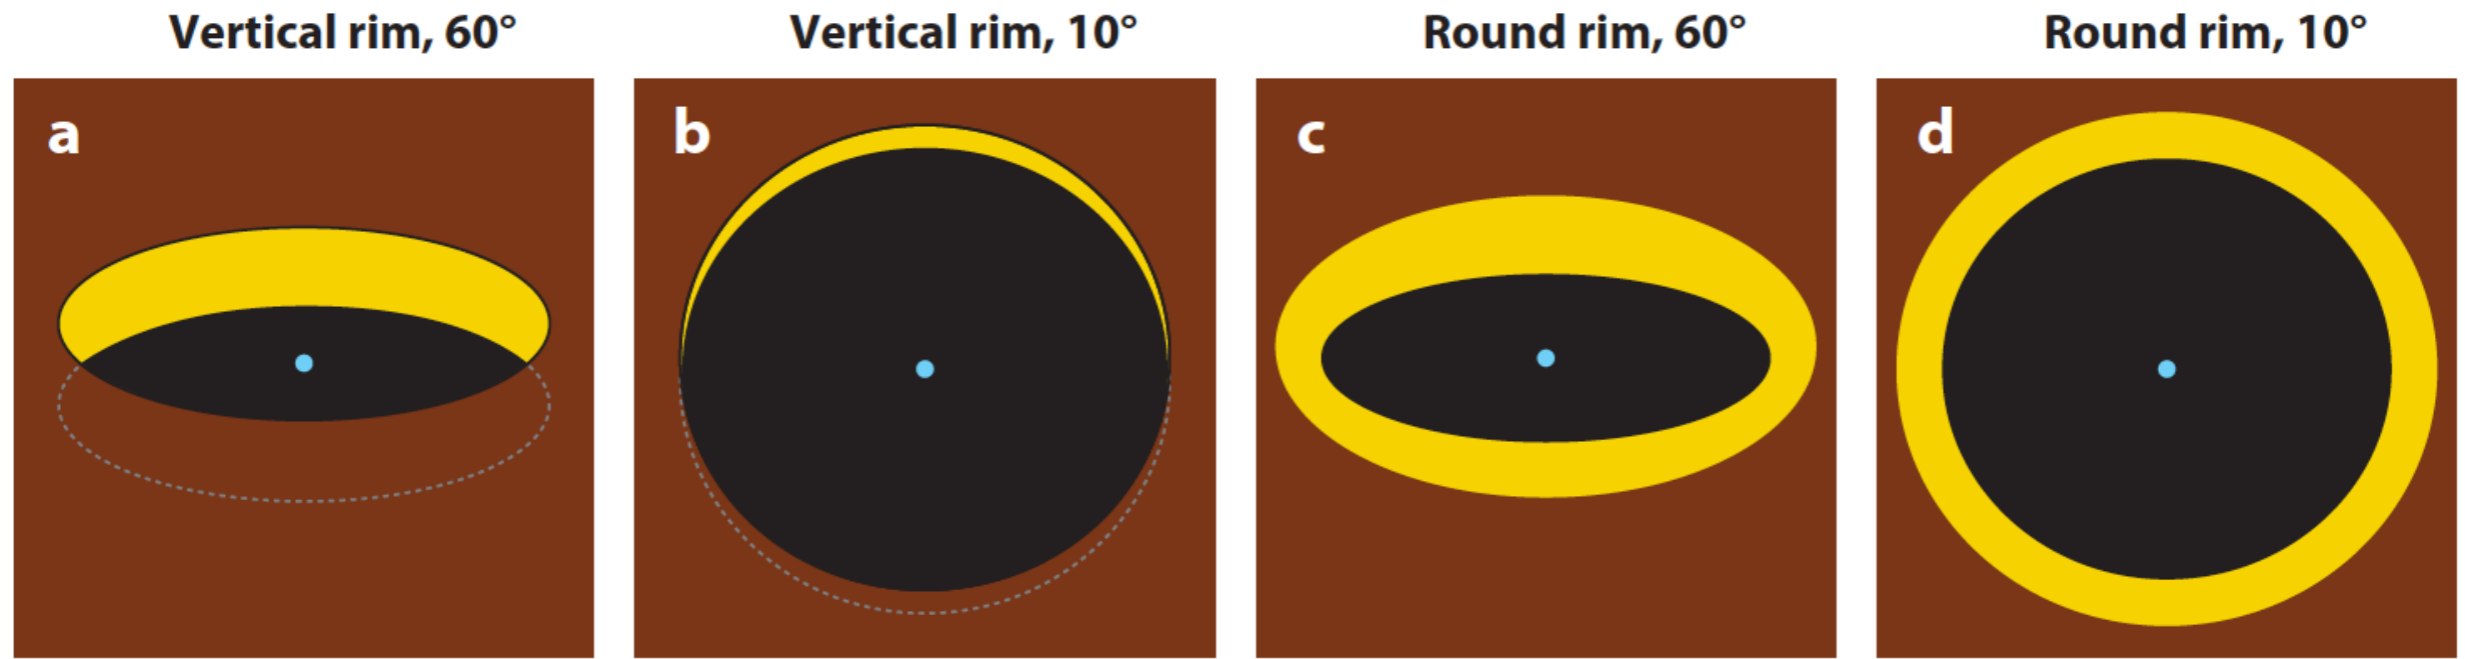 Vertical rim, 60°
Vertical rim, 10°
Round rim, 60°
Round rim, 10°
a
b
c
d